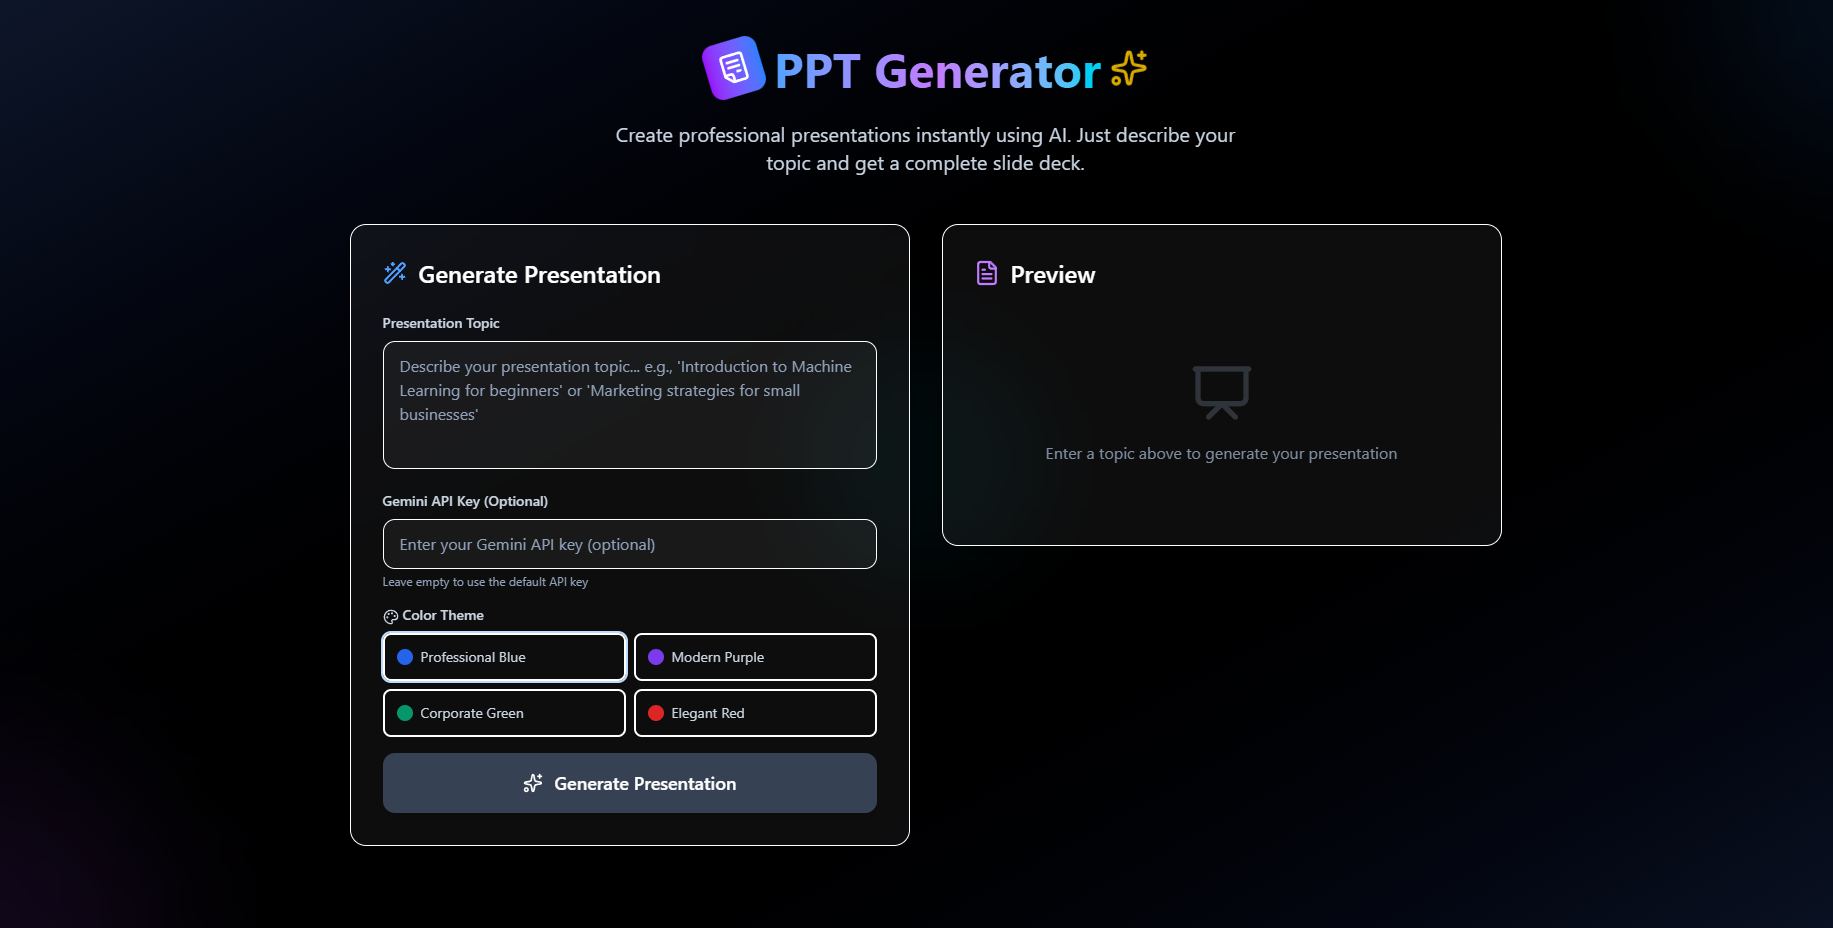 PPT Generator
Create professional presentations instantly using AI. Just describe your
topic and get a complete slide deck.
Generate Presentation
Presentation Topic
Describe your presentation topic... e.g., 'Introduction to Machine
Learning for beginners' or 'Marketing strategies for small
businesses'
Gemini API Key (Optional)
Enter your Gemini API key (optional)
Leave empty to use the default API key
Color Theme
Professional Blue
Modern Purple
Corporate Green
Elegant Red
Generate Presentation
Preview
Enter a topic above to generate your presentation